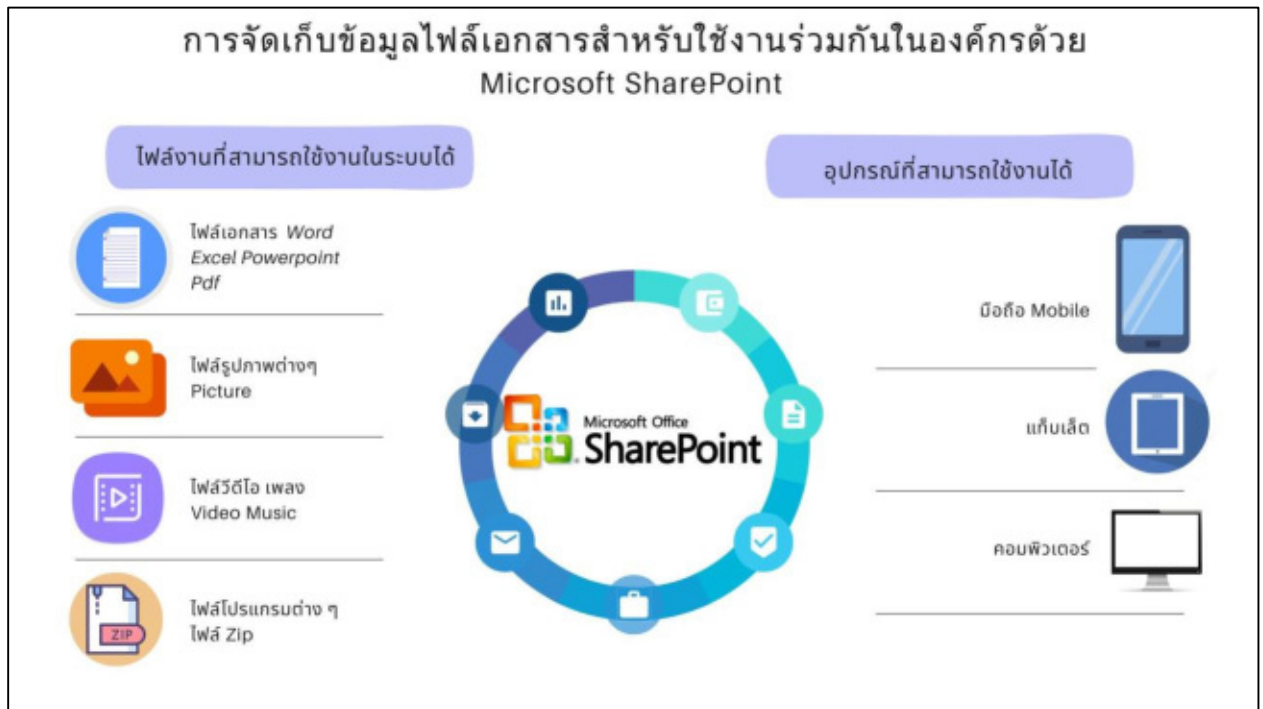 การจัดเก็บข้อมูลไฟล์เอกสารสำหรับใช้งานร่วมกันในองค์กรด้วย
Microsoft SharePoint
ไฟล์งานที่สามารถใช้งานในระบบได้
ไฟล์เอกสาร Word
Excel Powerpoint
Pdf
ไฟล์รูปภาพต่างๆ
Picture
ไฟล์วีดีโอ เพลง
Video Music
ZIP
ไฟล์โปรแกรมต่าง ๆ
ไฟล์ Zip
Microsoft Office
SharePoint
อุปกรณ์ที่สามารถใช้งานได้
มือถือ Mobile
แท็บเล็ต
คอมพิวเตอร์